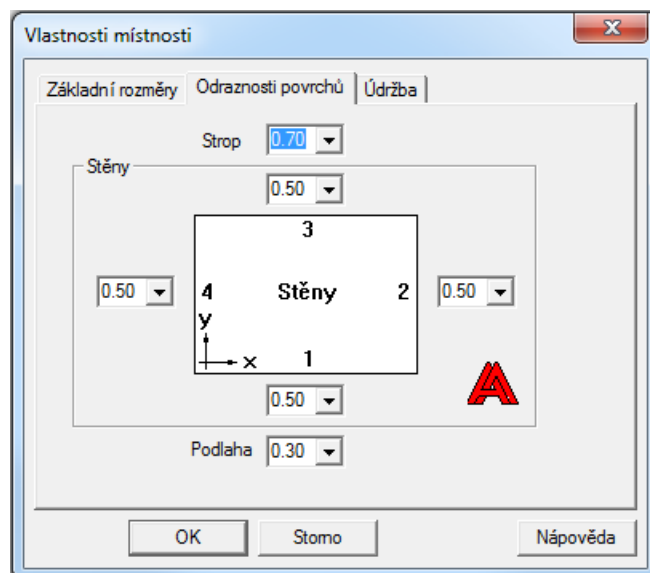 Vlastnosti místnosti
Základní rozměry Odraznosti povrchů Údržba
Strop 0.70
Stěny
0.50
3
0.50 4 Stěny 2 0.50
y
x 1
0.50
Podlaha 0.30
OK Storno Nápověda